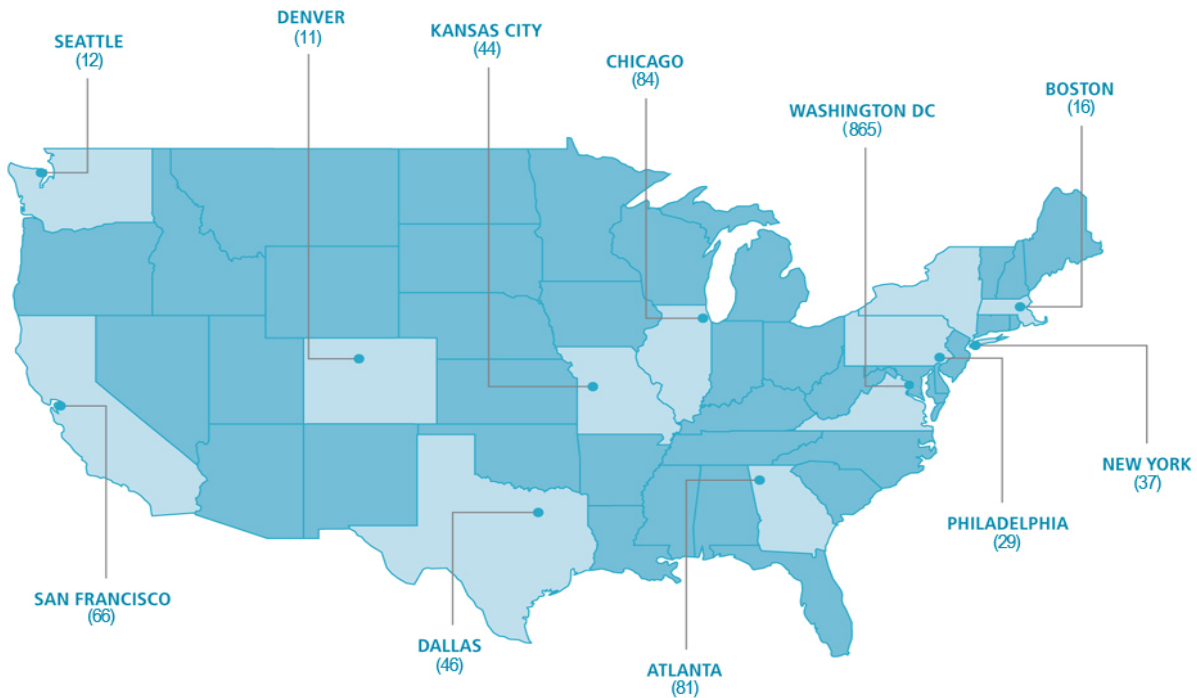 DENVER
(11)
SEATTLE
(12)
KANSAS CITY
(44)
CHICAGO
(84)
WASHINGTON DC
(865)
BOSTON
(16)
NEW YORK
(37)
PHILADELPHIA
(29)
SAN FRANCISCO
(66)
DALLAS
(46)
ATLANTA
(81)